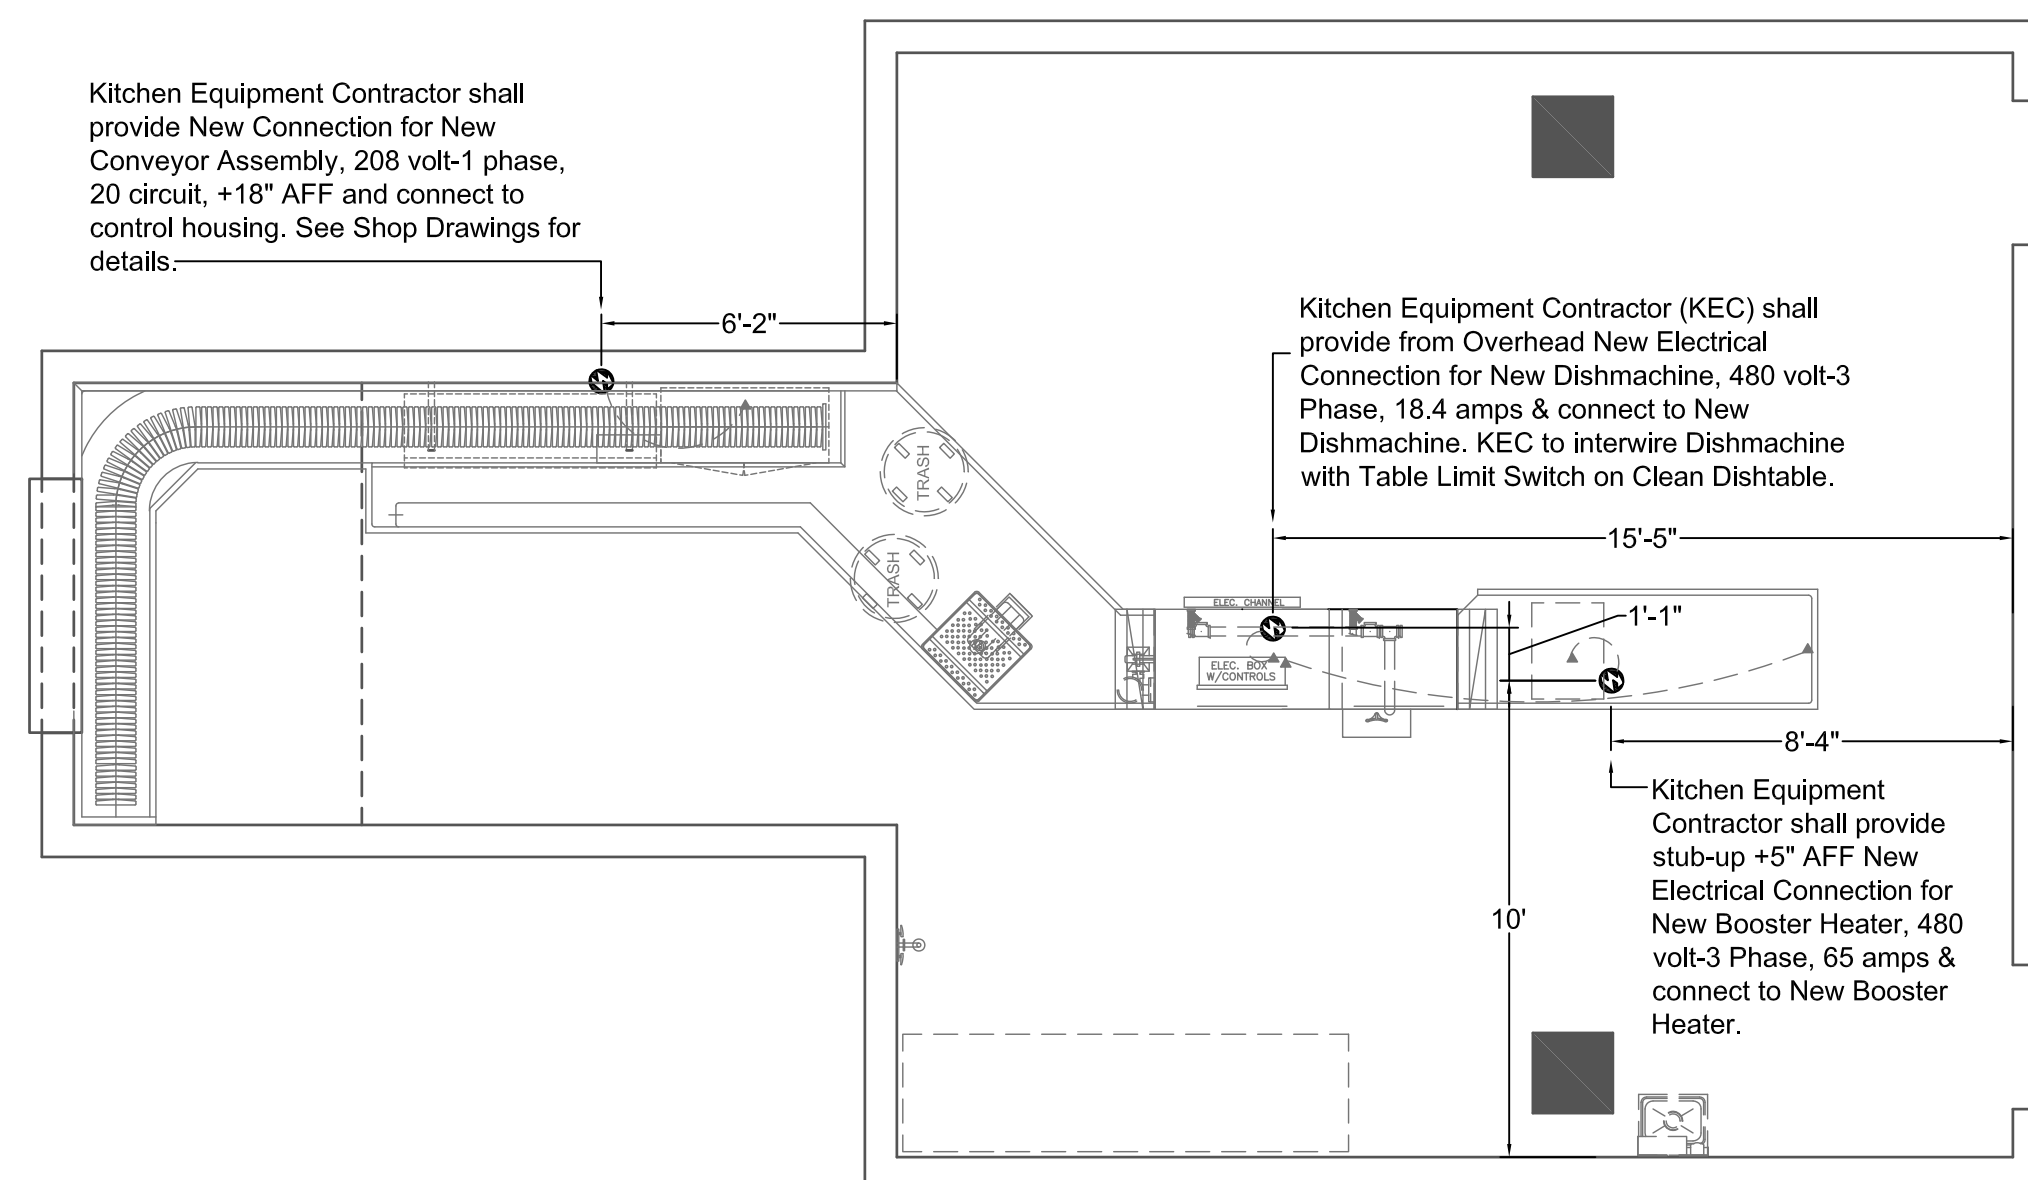 Kitchen Equipment Contractor shall
provide New Connection for New
Conveyor Assembly, 208 volt-1 phase,
20 circuit, +18" AFF and connect to
control housing. See Shop Drawings for
details.
6'-2"
Kitchen Equipment Contractor (KEC) shall
provide from Overhead New Electrical
Connection for New Dishmachine, 480 volt-3
Phase, 18.4 amps & connect to New
Dishmachine. KEC to interwire Dishmachine
with Table Limit Switch on Clean Dishtable.
TRASH
TRASH
15'-5"
ELEC. CHANNEL
1'-1"
ELEC. BOX
W/CONTROLS
8'-4"
Kitchen Equipment
Contractor shall provide
stub-up +5" AFF New
Electrical Connection for
New Booster Heater, 480
volt-3 Phase, 65 amps &
connect to New Booster
Heater.
10'